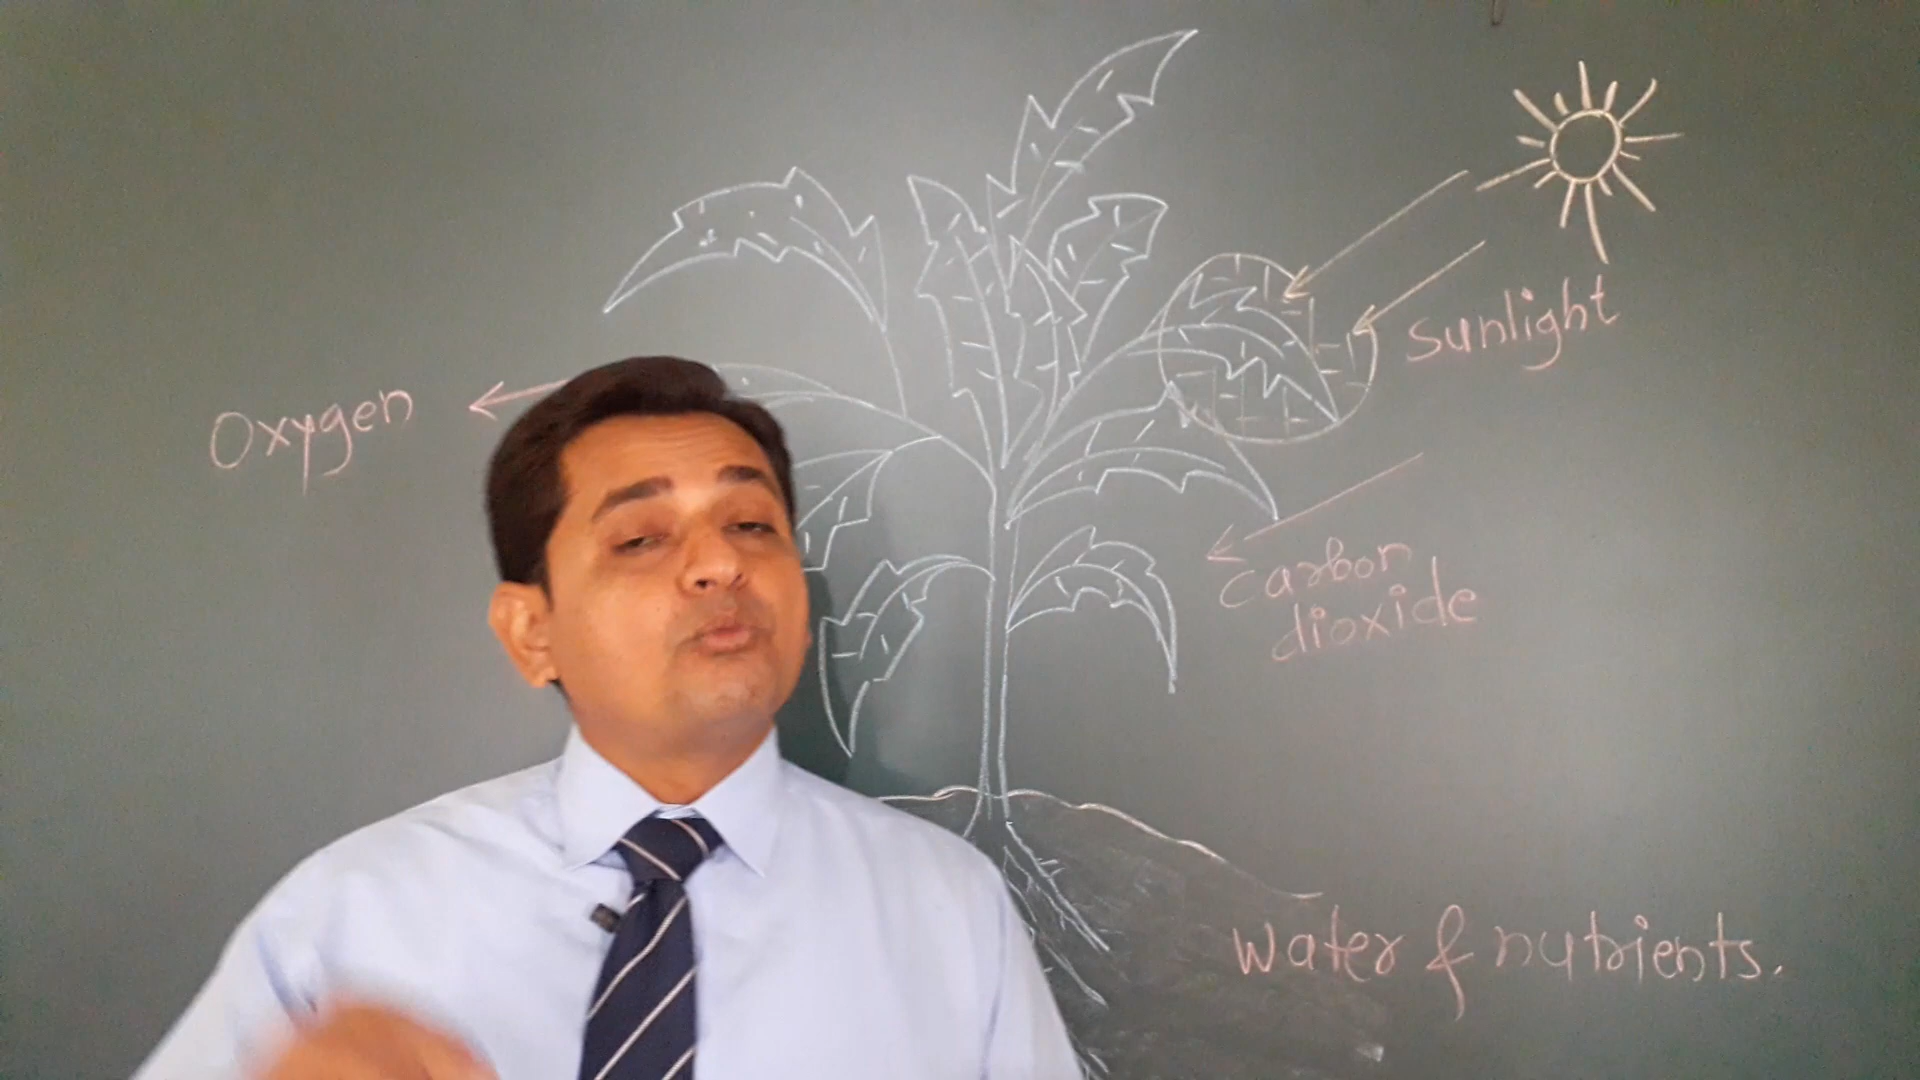 Sunlight
Oxygen
carbon
dioxide
Water & nutrients.